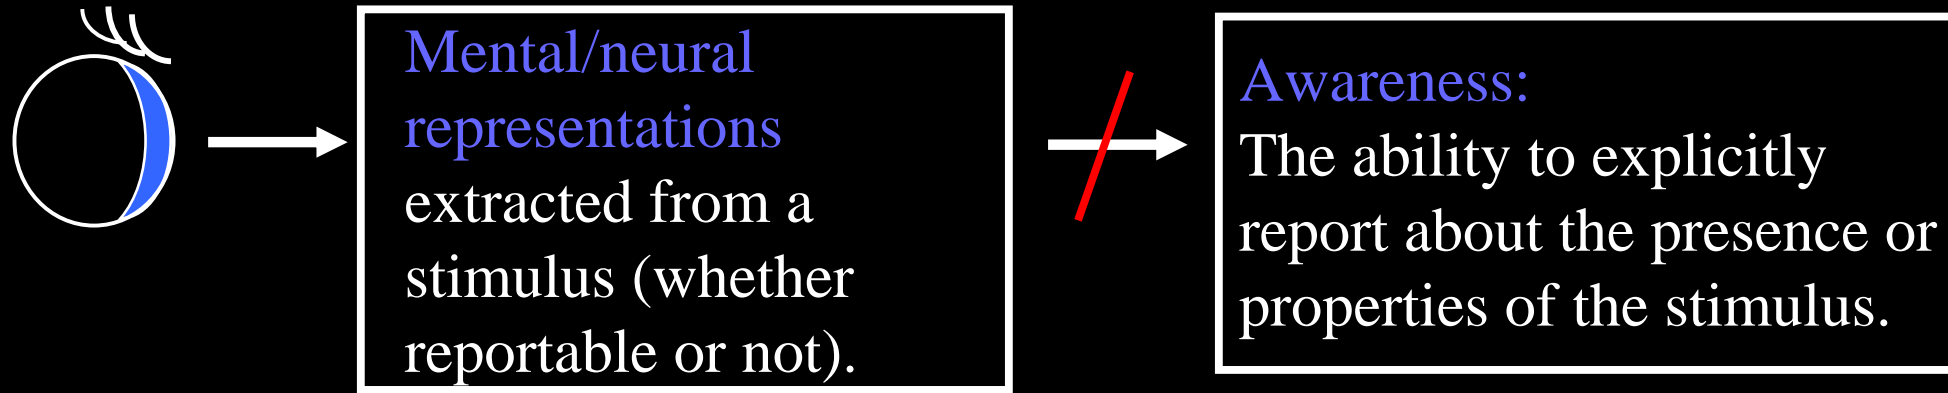 Mental/neural
representations
extracted from a
stimulus (whether
reportable or not).
Awareness:
The ability to explicitly
report about the presence or
properties of the stimulus.